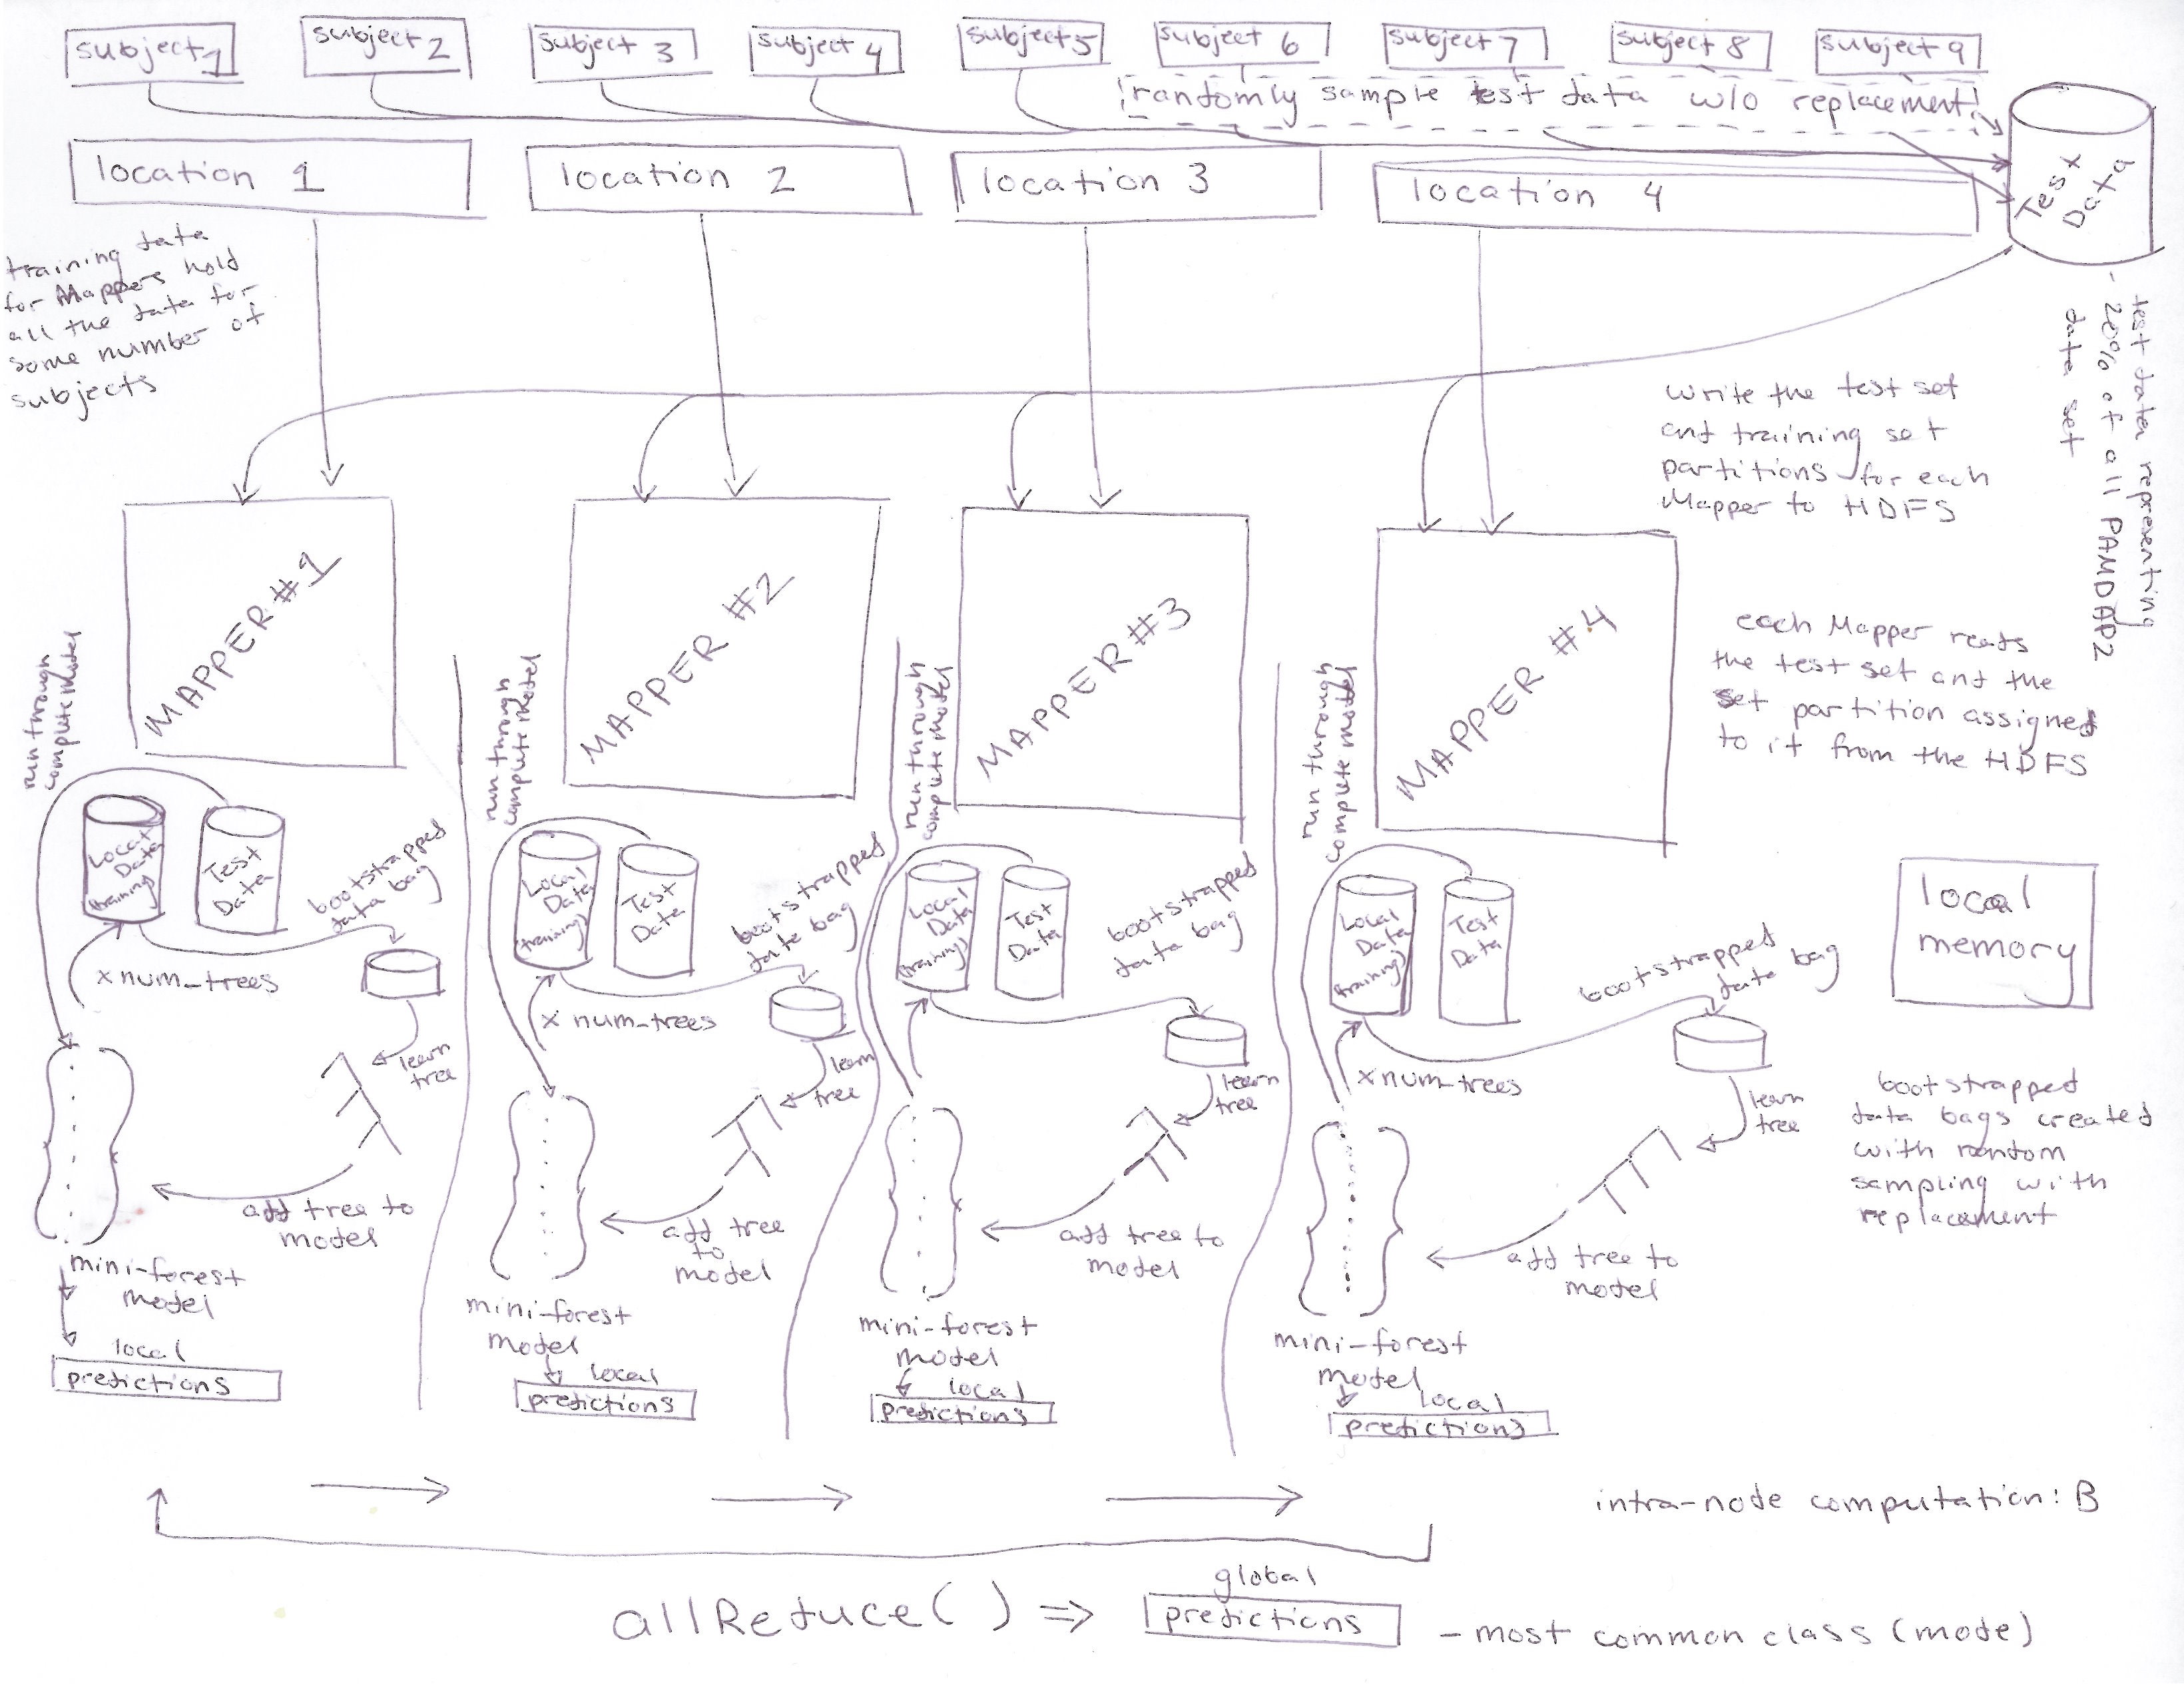 subject 1
subject 2
subject 3
subject 4
subject 5
subject 6
subject 7
subject 8
subject 9
randomly sample test data w/o replacement
location 1
location 2
location 3
location 4
Test
Data
training data
for Mappers hold
all the data for
some number of
subjects
- test data representing
20% of all PAMDAP2
data set
write the test set
and training set
partitions for each
Mapper to HDFS
MAPPER #1
MAPPER #2
MAPPER #3
MAPPER #4
each Mapper reads
the test set and the
set partition assigned
to it from the HDFS
run through
complete model
Local
Data
(training)
Test
Data
bootstrapped
data bag
x num_trees
learn
tree
add tree to
model
mini-forest
model
local
predictions
run through
complete model
Local
Data
(training)
Test
Data
bootstrapped
data bag
x num_trees
learn
tree
add tree
to
model
mini-forest
model
local
predictions
run through
complete model
Local
Data
(training)
Test
Data
bootstrapped
data bag
learn
tree
add tree to
model
mini-forest
model
local
predictions
run through
complete model
Local
Data
(training)
Test
Data
bootstrapped
data bag
x num_trees
learn
tree
add tree to
model
mini-forest
model
local
predictions
local
memory
bootstrapped
data bags created
with random
sampling with
replacement
intra-node computation: B
allReduce() ⇒
global
predictions
- most common class (mode)